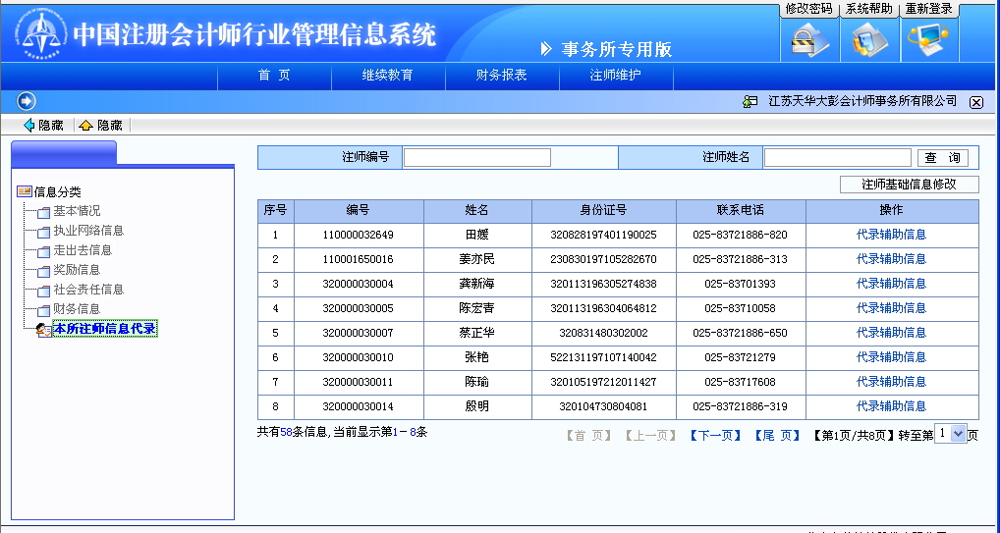 修改密码 系统帮助 重新登录
中国注册会计师行业管理信息系统
事务所专用版
首 页 继续教育 财务报表 注师维护
江苏天华大彭会计师事务所有限公司
隐藏 隐藏
注师编号 注师姓名 查 询
注师基础信息修改
信息分类
基本情况
执业网络信息
走出去信息
奖励信息
社会责任信息
财务信息
本所注师信息代录
序号 编号 姓名 身份证号 联系电话 操作
1 110000032649 田媛 320828197401190025 025-83721886-820 代录辅助信息
2 110001650016 姜亦民 230830197105282670 025-83721886-313 代录辅助信息
3 320000030004 龚新海 320113196305274838 025-83701393 代录辅助信息
4 320000030005 陈宏青 320113196304064812 025-83710058 代录辅助信息
5 320000030007 蔡正华 320831480302002 025-83721886-650 代录辅助信息
6 320000030010 张艳 522131197107140042 025-83721279 代录辅助信息
7 320000030011 陈瑜 320105197212011427 025-83717608 代录辅助信息
8 320000030014 殷明 320104730804081 025-83721886-319 代录辅助信息
共有58条信息,当前显示第1－8条 【首 页】 【上一页】 【下一页】 【尾 页】 【第1页/共8页】转至第 1 页